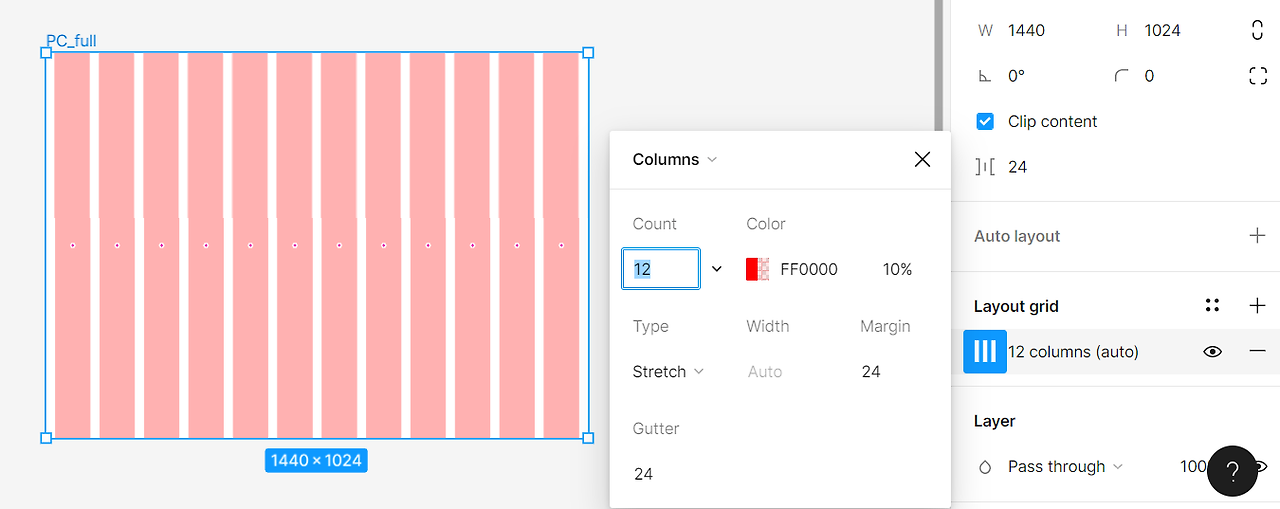 PC_full
1440 × 1024
Columns
Count
Color
12
FF0000
10%
Type
Width
Margin
Stretch
Auto
24
Gutter
24
W 1440
H 1024
0°
0
Clip content
24
Auto layout
Layout grid
12 columns (auto)
Layer
Pass through
100
?